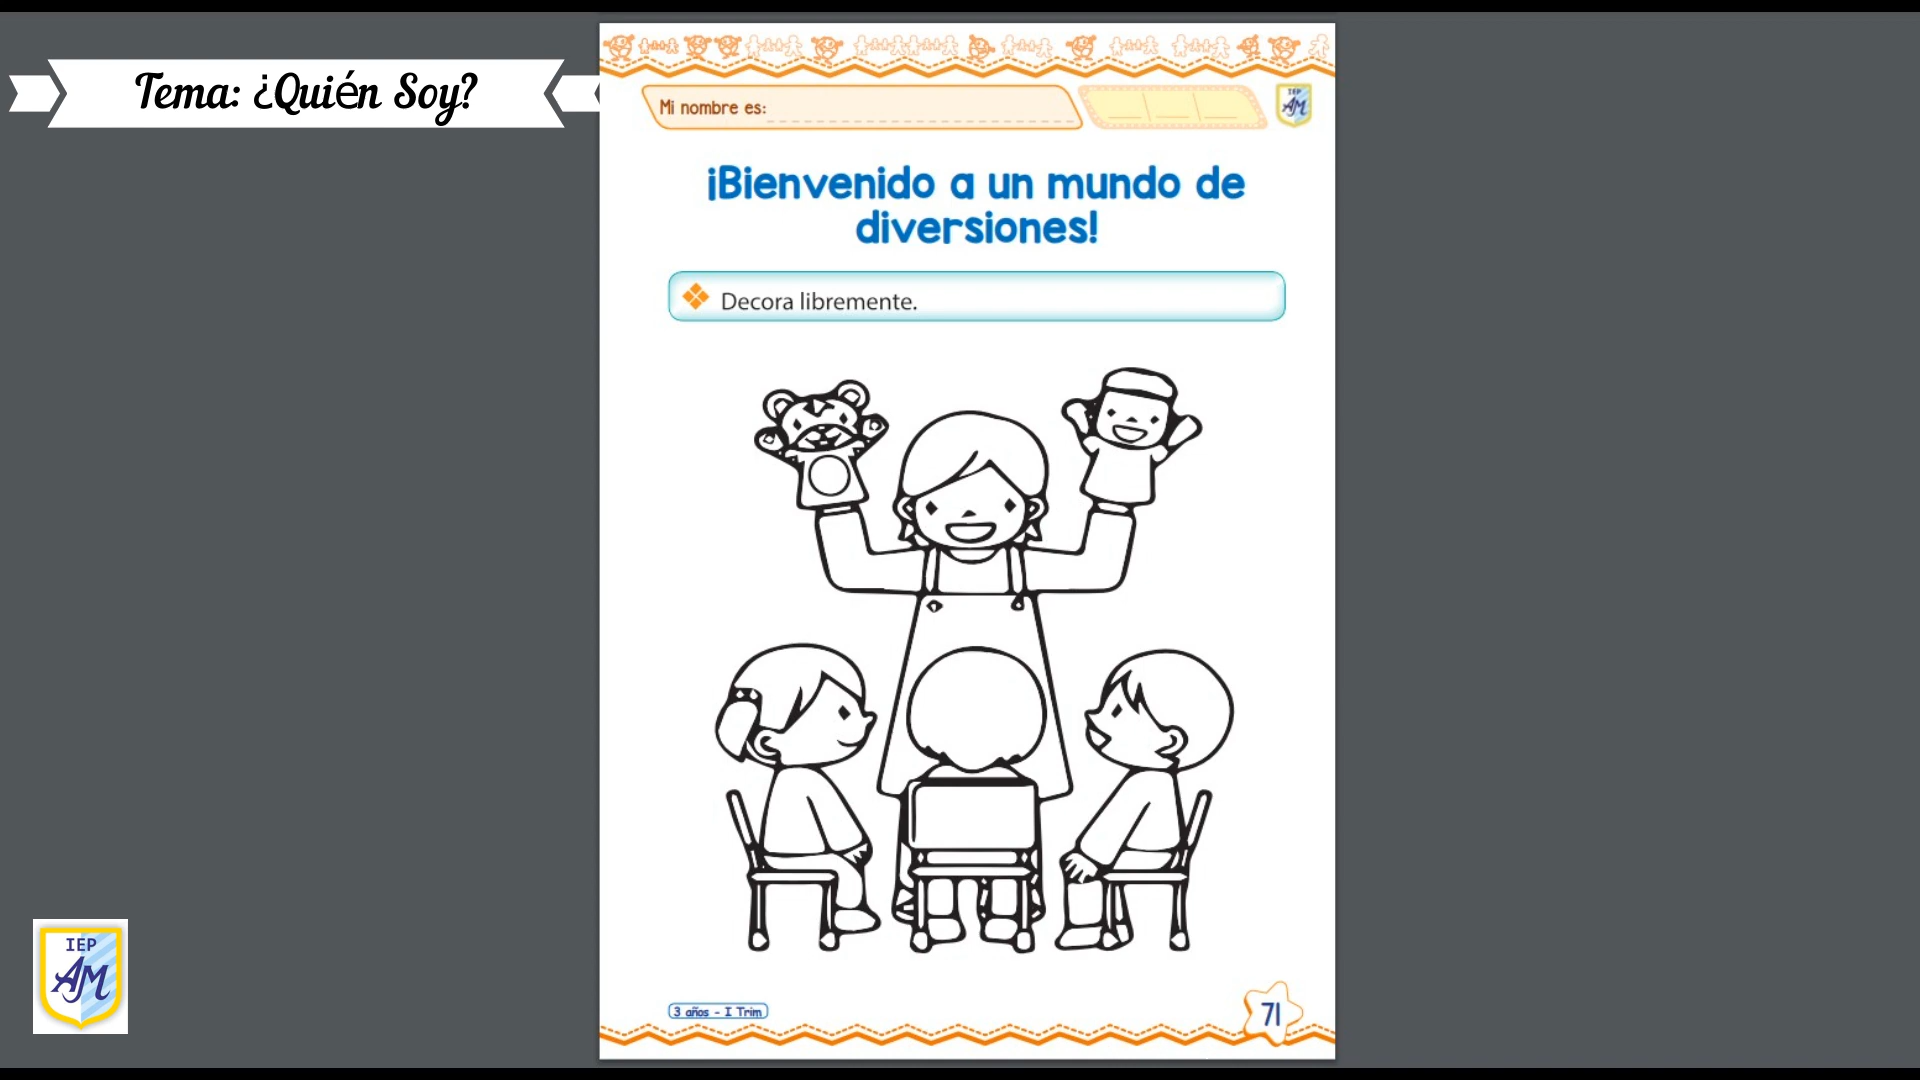 Tema: ¿Quién Soy?
Mi nombre es:
IEP
AM
¡Bienvenido a un mundo de
diversiones!
Decora libremente.
IEP
AM
3 años - I Trim
71